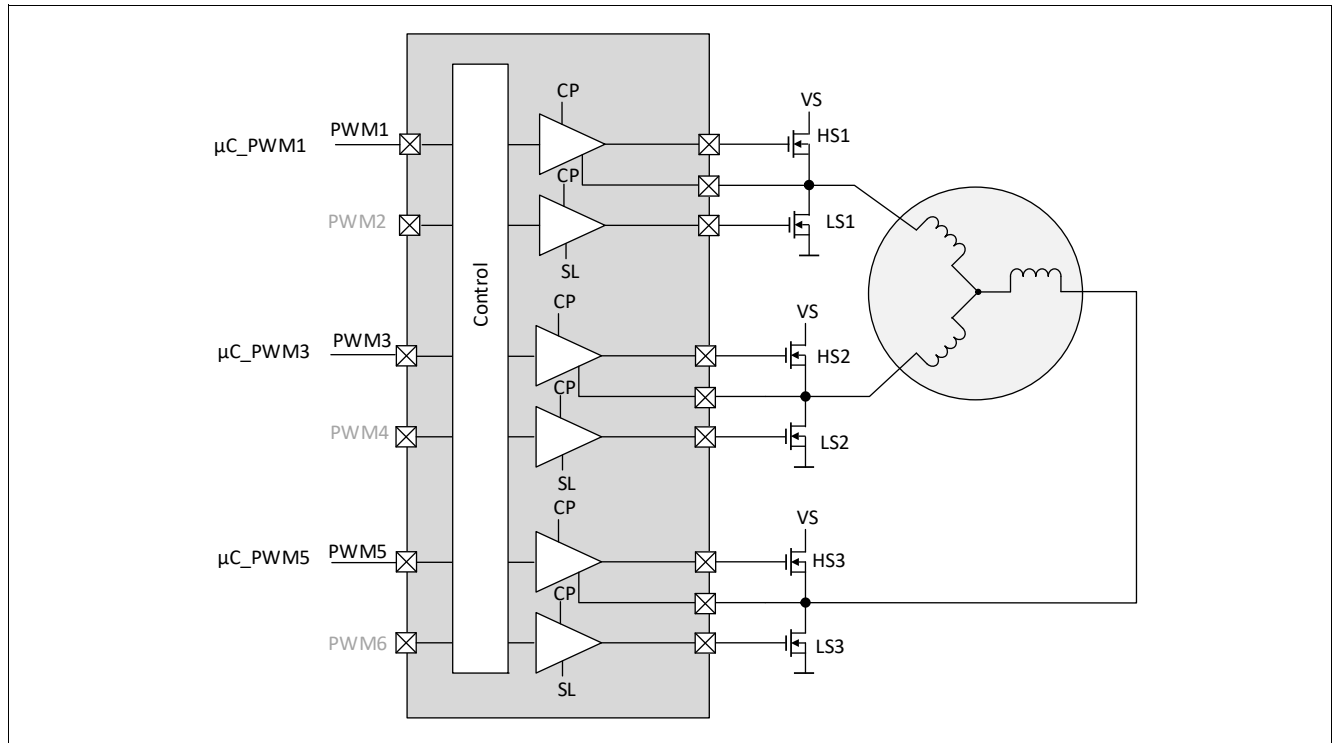 CP
VS
µC_PWM1
PWM1
HS1
CP
PWM2
LS1
SL
Control
CP
VS
µC_PWM3
PWM3
HS2
CP
PWM4
LS2
SL
CP
VS
µC_PWM5
PWM5
HS3
CP
PWM6
LS3
SL